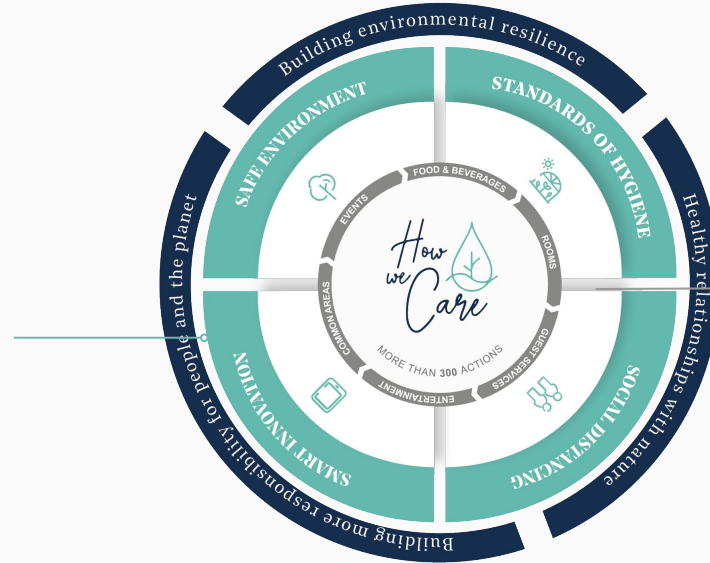 Building environmental resilience
SAFE ENVIRONMENT
STANDARDS OF HYGIENE
FOOD & BEVERAGES
EVENTS
ROOMS
Healthy relationships with nature
How
we
Care
COMMON AREAS
MORE THAN 300 ACTIONS
GUEST SERVICES
ENTERTAINMENT
SMART INNOVATION
SOCIAL DISTANCING
Building more responsibility for people and the planet